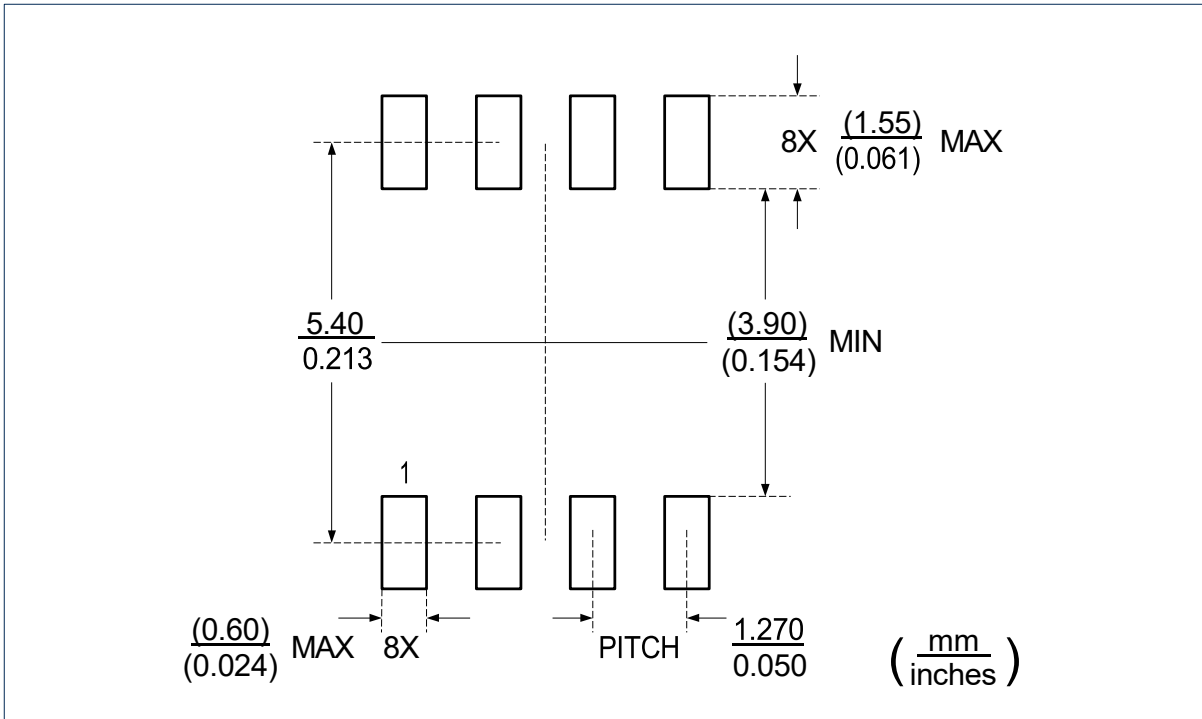 8X (1.55) MAX
(0.061)
5.40
0.213
(3.90) MIN
(0.154)
1
(0.60) MAX 8X
(0.024)
PITCH 1.270
0.050
(mm
inches)